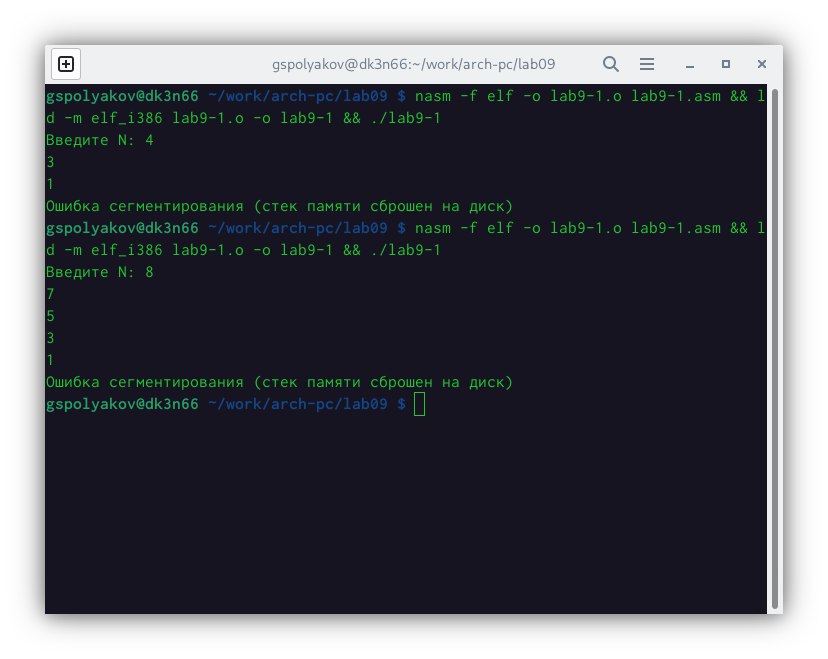 gspolyakov@dk3n66:~/work/arch-pc/lab09
gspolyakov@dk3n66 ~/work/arch-pc/lab09 $ nasm -f elf -o lab9-1.o lab9-1.asm && l
d -m elf_i386 lab9-1.o -o lab9-1 && ./lab9-1
Введите N: 4
3
1
Ошибка сегментирования (стек памяти сброшен на диск)
gspolyakov@dk3n66 ~/work/arch-pc/lab09 $ nasm -f elf -o lab9-1.o lab9-1.asm && l
d -m elf_i386 lab9-1.o -o lab9-1 && ./lab9-1
Введите N: 8
7
5
3
1
Ошибка сегментирования (стек памяти сброшен на диск)
gspolyakov@dk3n66 ~/work/arch-pc/lab09 $